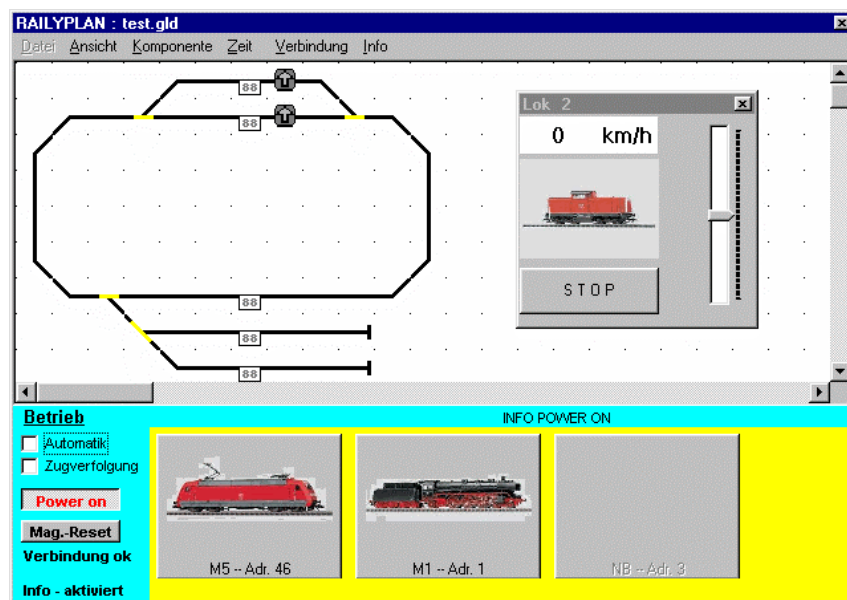 RAILYPLAN : test.gld
Datei Ansicht Komponente Zeit Verbindung Info
88
88
Lok 2
0 km/h
STOP
88
88
88
Betrieb
INFO POWER ON
Automatik
Zugverfolgung
Power on
Mag.-Reset
Verbindung ok
Info - aktiviert
M5 -- Adr. 46
M1 -- Adr. 1
NB -- Adr. 3